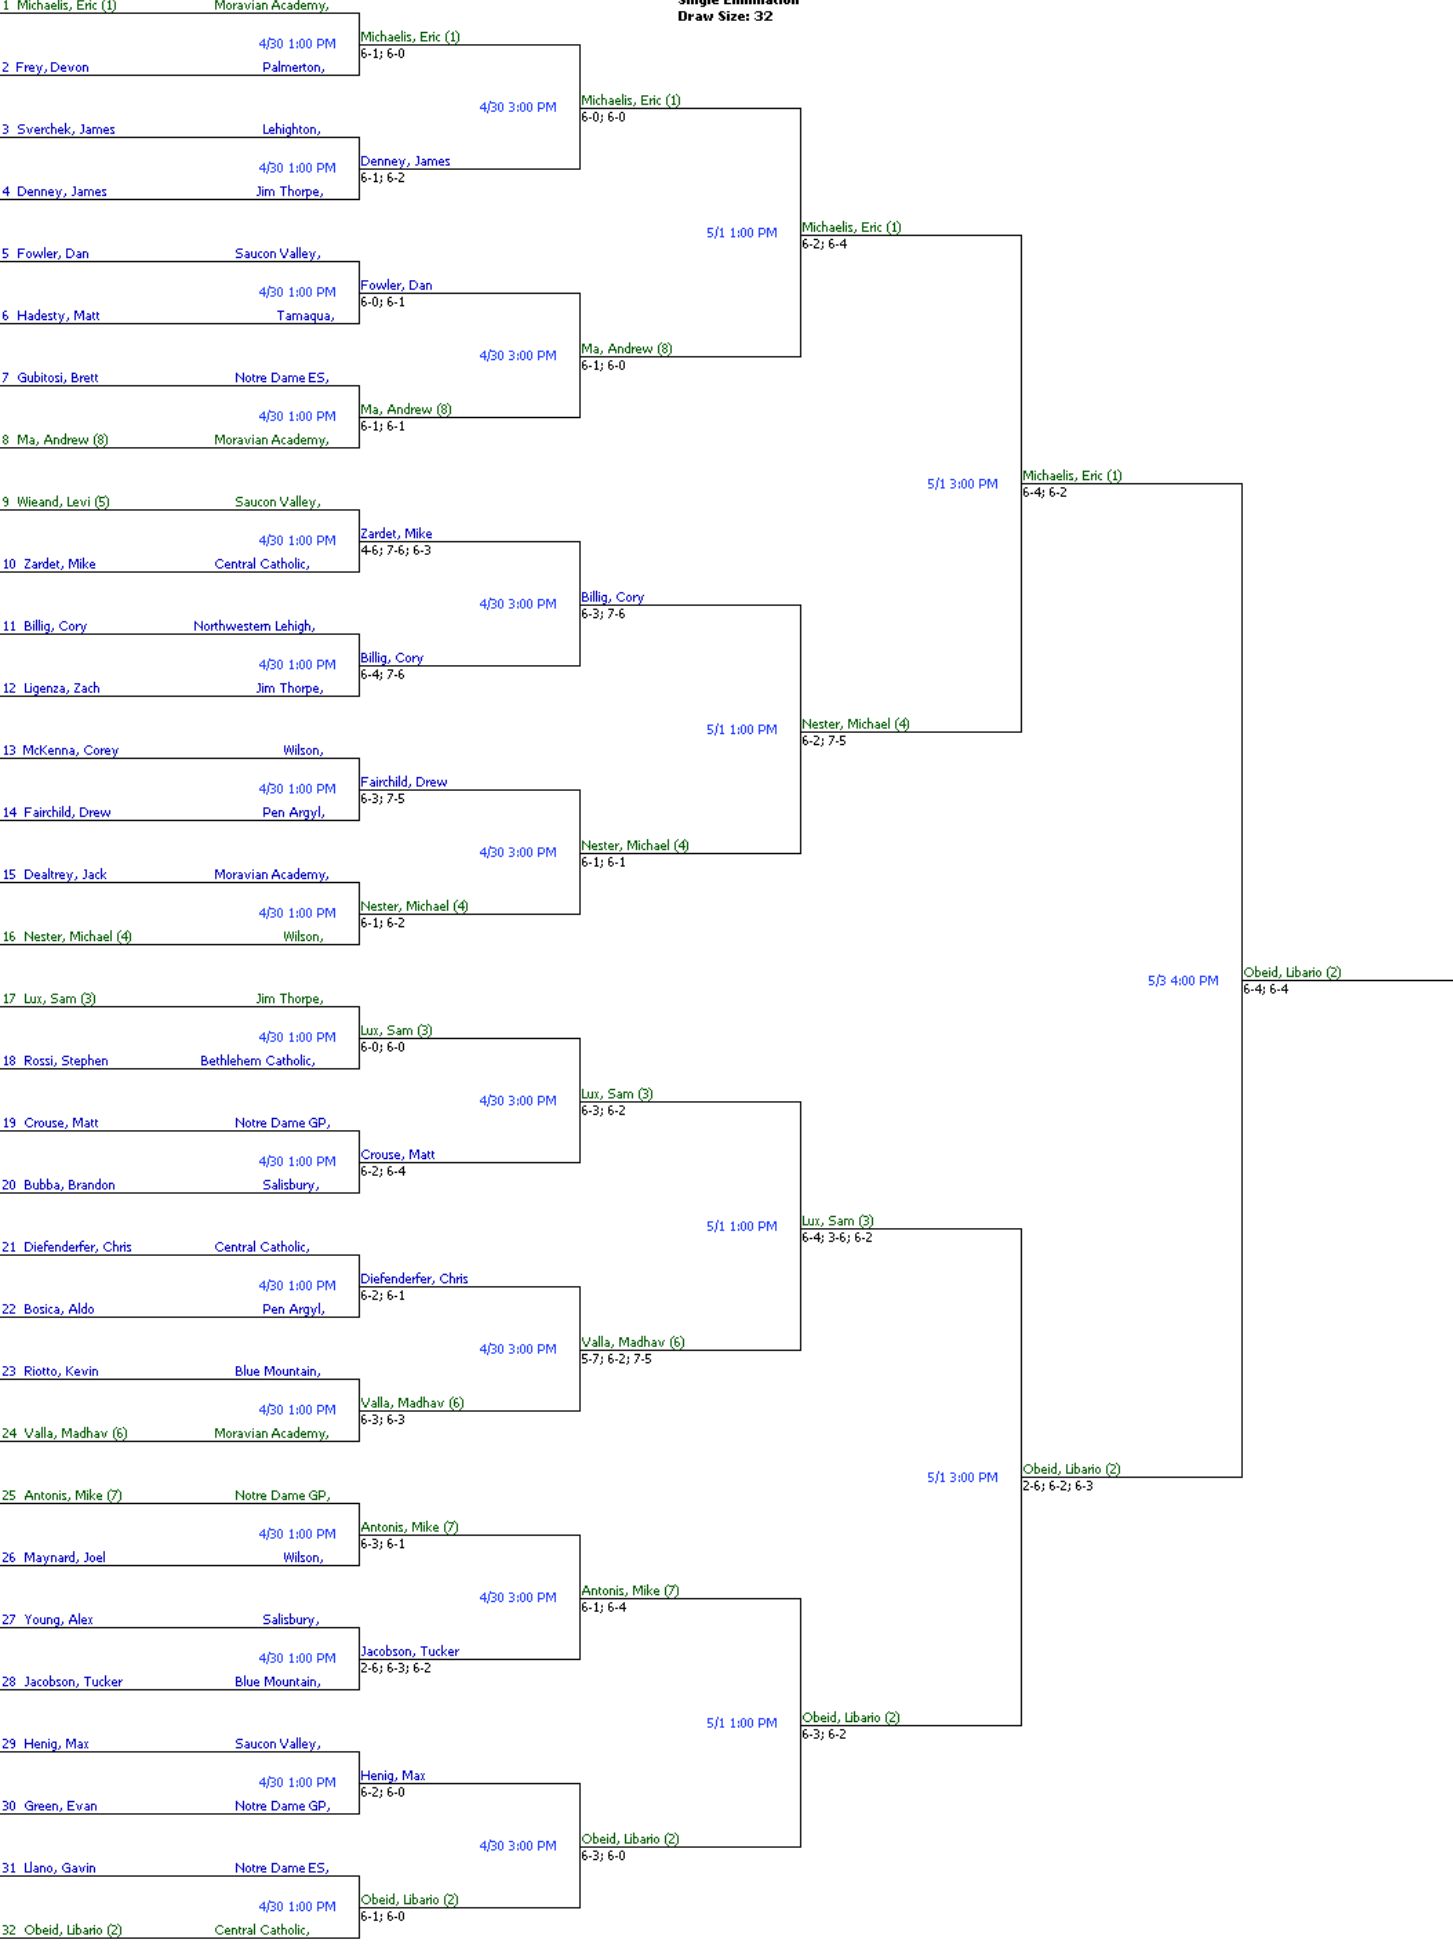 Single Elimination
Draw Size: 32
1 Michaelis, Eric (1) Moravian Academy,
4/30 1:00 PM
Michaelis, Eric (1)
6-1; 6-0
2 Frey, Devon Palmerton,
4/30 3:00 PM
Michaelis, Eric (1)
6-0; 6-0
3 Sverchek, James Lehighton,
4/30 1:00 PM
Denney, James
6-1; 6-2
4 Denney, James Jim Thorpe,
5/1 1:00 PM
Michaelis, Eric (1)
6-2; 6-4
5 Fowler, Dan Saucon Valley,
4/30 1:00 PM
Fowler, Dan
6-0; 6-1
6 Hadesty, Matt Tamaqua,
4/30 3:00 PM
Ma, Andrew (8)
6-1; 6-0
7 Gubitosi, Brett Notre Dame ES,
4/30 1:00 PM
Ma, Andrew (8)
6-1; 6-1
8 Ma, Andrew (8) Moravian Academy,
5/1 3:00 PM
Michaelis, Eric (1)
6-4; 6-2
9 Wieand, Levi (5) Saucon Valley,
4/30 1:00 PM
Zardet, Mike
4-6; 7-6; 6-3
10 Zardet, Mike Central Catholic,
4/30 3:00 PM
Billig, Cory
6-3; 7-6
11 Billig, Cory Northwestern Lehigh,
4/30 1:00 PM
Billig, Cory
6-4; 7-6
12 Ligenza, Zach Jim Thorpe,
5/1 1:00 PM
Nester, Michael (4)
6-2; 7-5
13 McKenna, Corey Wilson,
4/30 1:00 PM
Fairchild, Drew
6-3; 7-5
14 Fairchild, Drew Pen Argyl,
4/30 3:00 PM
Nester, Michael (4)
6-1; 6-1
15 Dealtrey, Jack Moravian Academy,
4/30 1:00 PM
Nester, Michael (4)
6-1; 6-2
16 Nester, Michael (4) Wilson,
5/3 4:00 PM
Obeid, Libario (2)
6-4; 6-4
17 Lux, Sam (3) Jim Thorpe,
4/30 1:00 PM
Lux, Sam (3)
6-0; 6-0
18 Rossi, Stephen Bethlehem Catholic,
4/30 3:00 PM
Lux, Sam (3)
6-3; 6-2
19 Crouse, Matt Notre Dame GP,
4/30 1:00 PM
Crouse, Matt
6-2; 6-4
20 Bubba, Brandon Salisbury,
5/1 1:00 PM
Lux, Sam (3)
6-4; 3-6; 6-2
21 Diefenderfer, Chris Central Catholic,
4/30 1:00 PM
Diefenderfer, Chris
6-2; 6-1
22 Bosica, Aldo Pen Argyl,
4/30 3:00 PM
Valla, Madhav (6)
5-7; 6-2; 7-5
23 Riotto, Kevin Blue Mountain,
4/30 1:00 PM
Valla, Madhav (6)
6-3; 6-3
24 Valla, Madhav (6) Moravian Academy,
5/1 3:00 PM
Obeid, Libario (2)
2-6; 6-2; 6-3
25 Antonis, Mike (7) Notre Dame GP,
4/30 1:00 PM
Antonis, Mike (7)
6-3; 6-1
26 Maynard, Joel Wilson,
4/30 3:00 PM
Antonis, Mike (7)
6-1; 6-4
27 Young, Alex Salisbury,
4/30 1:00 PM
Jacobson, Tucker
2-6; 6-3; 6-2
28 Jacobson, Tucker Blue Mountain,
5/1 1:00 PM
Obeid, Libario (2)
6-3; 6-2
29 Henig, Max Saucon Valley,
4/30 1:00 PM
Henig, Max
6-2; 6-0
30 Green, Evan Notre Dame GP,
4/30 3:00 PM
Obeid, Libario (2)
6-3; 6-0
31 Llano, Gavin Notre Dame ES,
4/30 1:00 PM
Obeid, Libario (2)
6-1; 6-0
32 Obeid, Libario (2) Central Catholic,